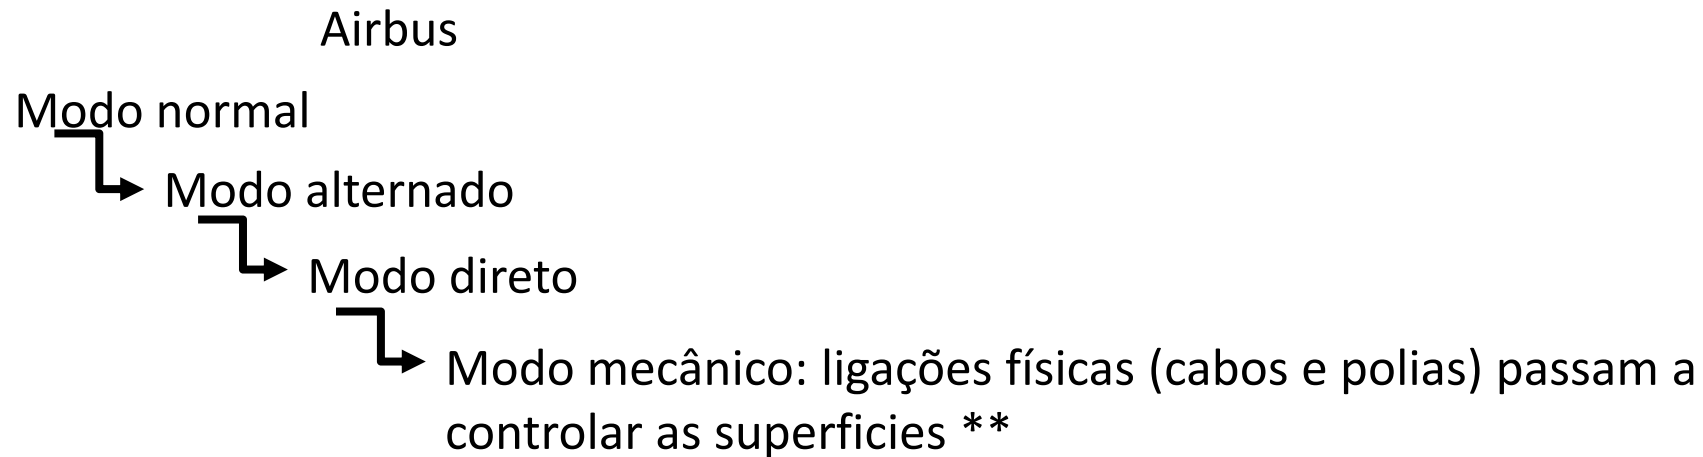 Airbus
Modo normal
Modo alternado
Modo direto
Modo mecânico: ligações físicas (cabos e polias) passam a
controlar as superficies **